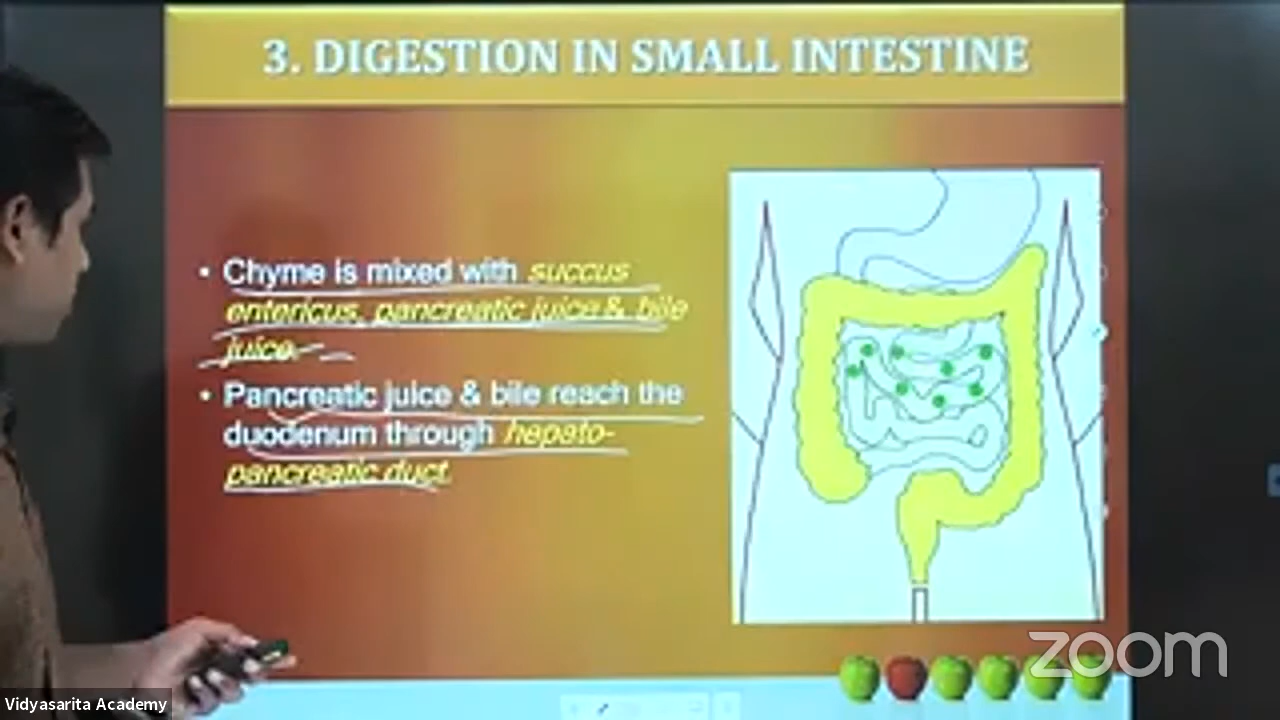 3. DIGESTION IN SMALL INTESTINE
• Chyme is mixed with succus
entericus, pancreatic juice & bile
juice.
• Pancreatic juice & bile reach the
duodenum through hepato-
pancreatic duct.
zoom
Vidyasarita Academy